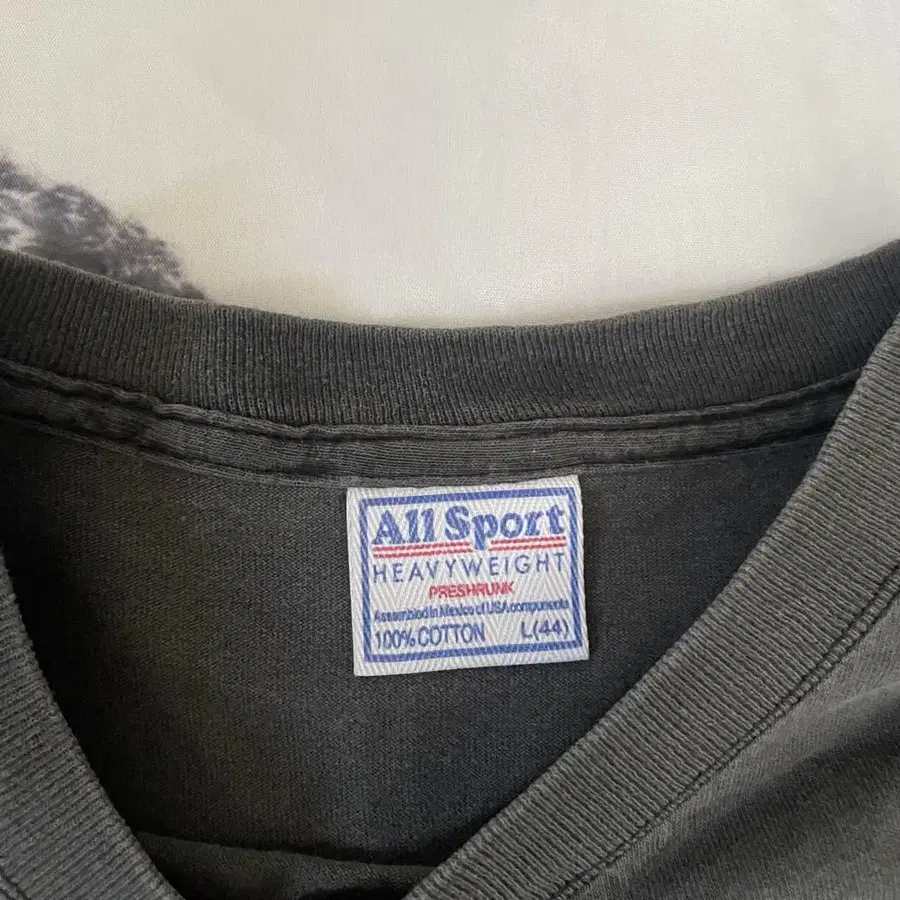 All Sport
HEAVYWEIGHT
PRESHRUNK
Assembled in Mexico of USA components
100% COTTON L(44)